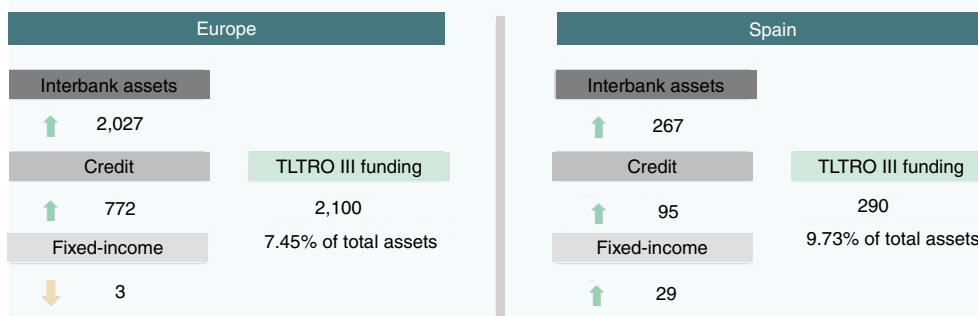 Europe
Interbank assets
2,027
Credit
772
Fixed-income
3
TLTRO III funding
2,100
7.45% of total assets
Spain
Interbank assets
267
Credit
95
Fixed-income
29
TLTRO III funding
290
9.73% of total assets